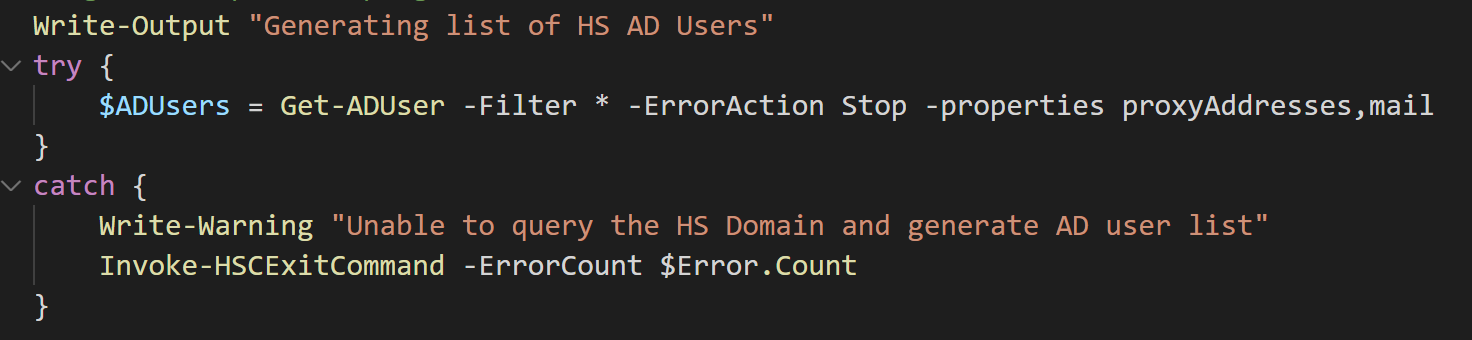 Write-Output "Generating list of HS AD Users"
try {
    $ADUsers = Get-ADUser -Filter * -ErrorAction Stop -properties proxyAddresses,mail
}
catch {
    Write-Warning "Unable to query the HS Domain and generate AD user list"
    Invoke-HSCExitCommand -ErrorCount $Error.Count
}